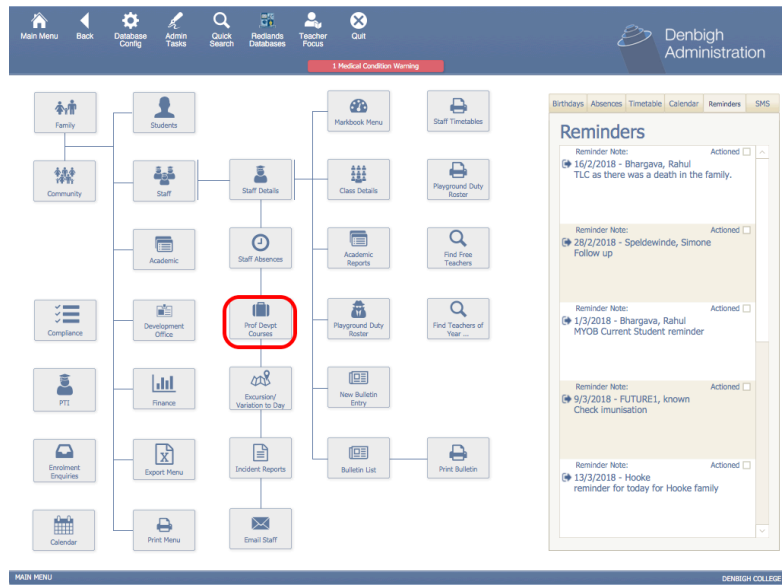 Main Menu
Back
Database
Config
Admin
Tasks
Quick
Search
Redlands
Databases
Teacher
Focus
Quit
1 Medical Condition Warning
Denbigh
Administration
Family
Students
Markbook Menu
Staff Timetables
Community
Staff
Staff Details
Class Details
Playground Duty
Roster
Academic
Staff Absences
Academic
Reports
Find Free
Teachers
Compliance
Development
Office
Prof Devpt
Courses
Playground Duty
Roster
Find Teachers of
Year ...
PTI
Finance
Excursion/
Variation to Day
New Bulletin
Entry
Enrolment
Enquiries
X
Export Menu
Incident Reports
Bulletin List
Print Bulletin
Calendar
Print Menu
Email Staff
Birthdays Absences Timetable Calendar Reminders SMS
Reminders
Reminder Note: Actioned
16/2/2018 - Bhargava, Rahul
TLC as there was a death in the family.
Reminder Note: Actioned
28/2/2018 - Speldewinde, Simone
Follow up
Reminder Note: Actioned
1/3/2018 - Bhargava, Rahul
MYOB Current Student reminder
Reminder Note: Actioned
9/3/2018 - FUTURE1, known
Check imunisation
Reminder Note: Actioned
13/3/2018 - Hooke
reminder for today for Hooke family
MAIN MENU
DENBIGH COLLEGE